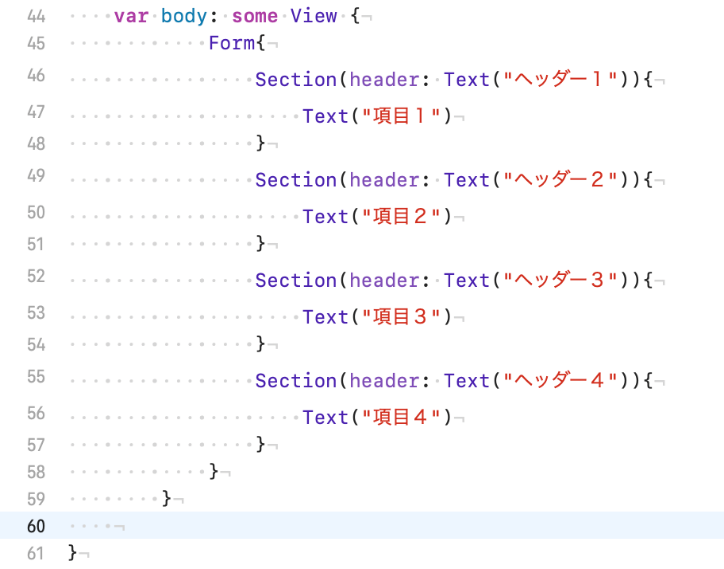 44 var body: some View {
45 Form{
46 Section(header: Text("ヘッダー１")){
47 Text("項目１")
48 }
49 Section(header: Text("ヘッダー２")){
50 Text("項目２")
51 }
52 Section(header: Text("ヘッダー３")){
53 Text("項目３")
54 }
55 Section(header: Text("ヘッダー４")){
56 Text("項目４")
57 }
58 }
59 }
60
61 }